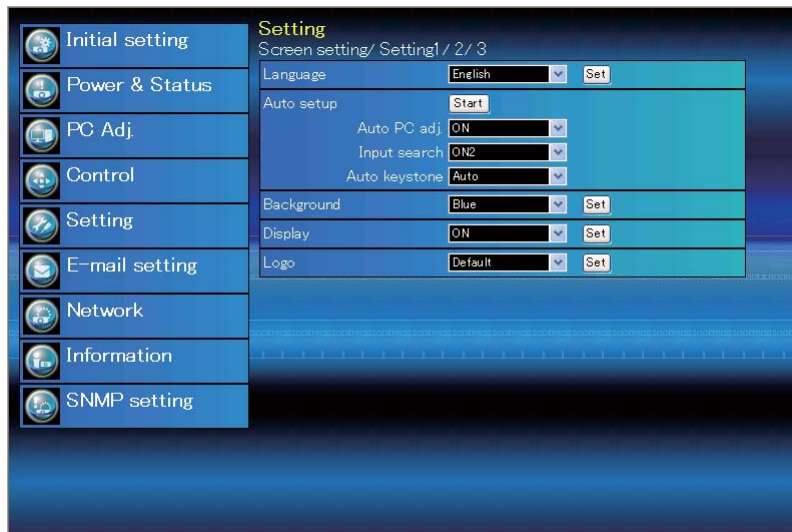 Initial setting
Power & Status
PC Adj.
Control
Setting
E-mail setting
Network
Information
SNMP setting
Setting
Screen setting/ Setting1/ 2/ 3
Language English Set
Auto setup Start
Auto PC adj. ON
Input search ON2
Auto keystone Auto
Background Blue Set
Display ON Set
Logo Default Set